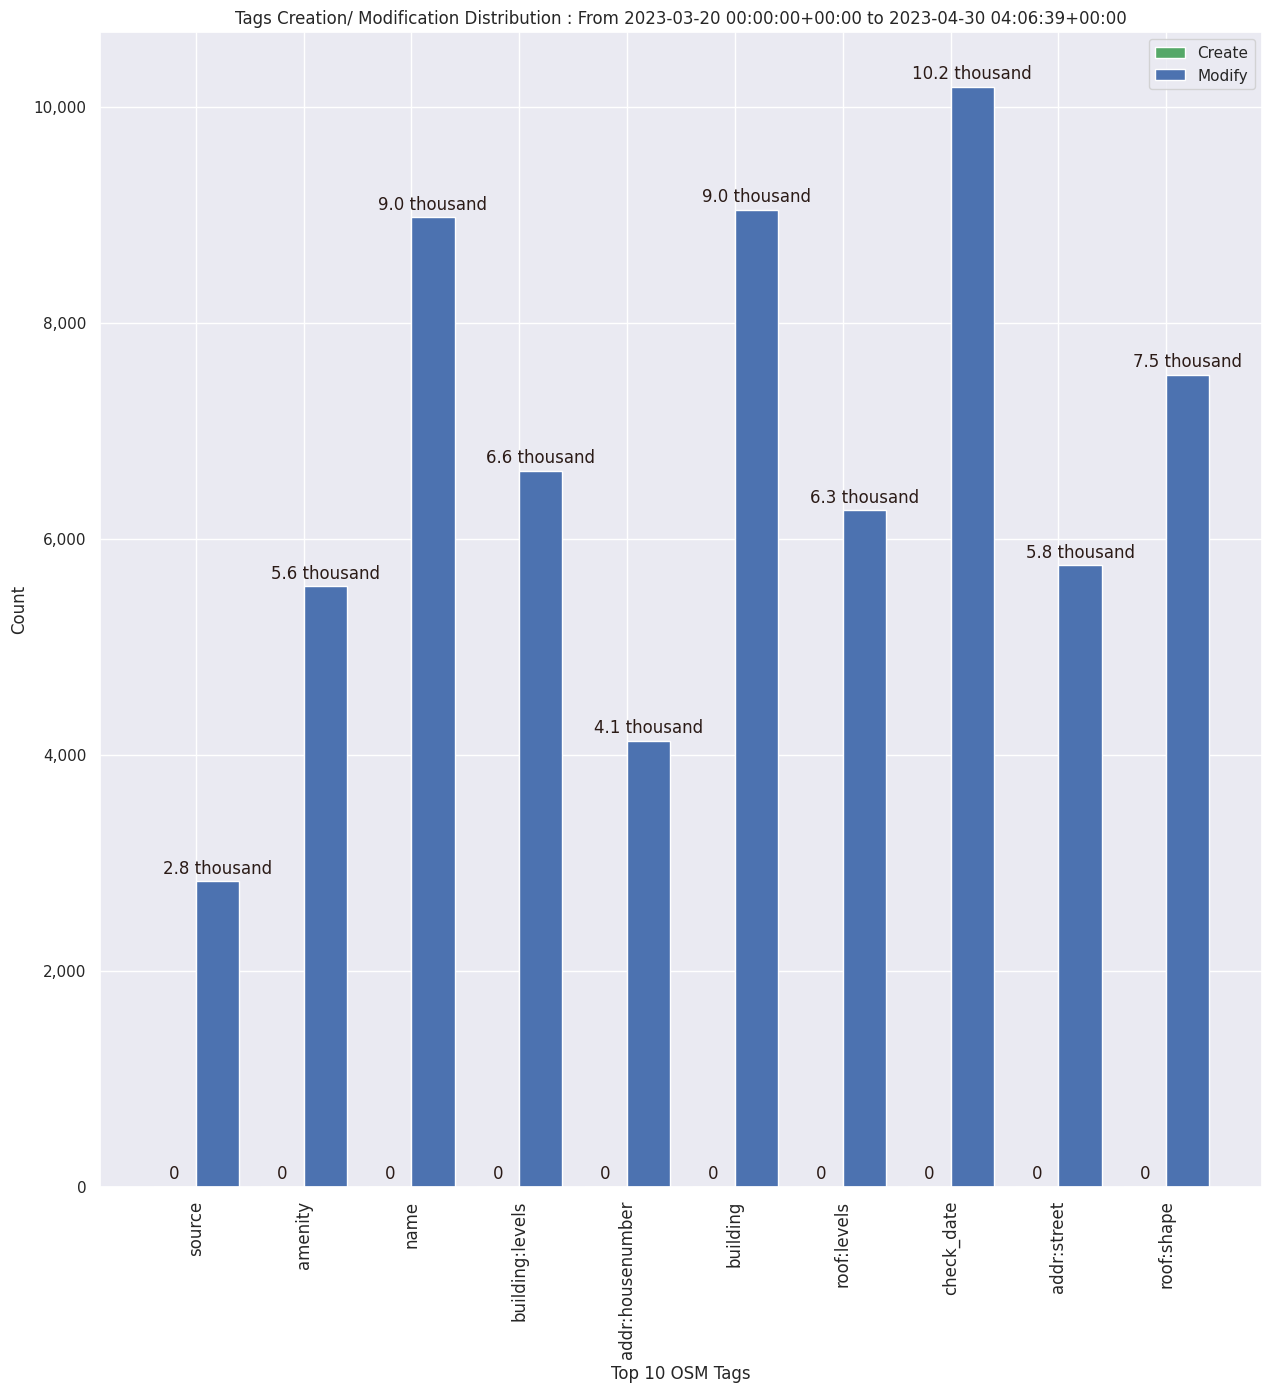 Tags Creation/ Modification Distribution : From 2023-03-20 00:00:00+00:00 to 2023-04-30 04:06:39+00:00
Create
Modify
10.2 thousand
10,000
9.0 thousand
9.0 thousand
8,000
7.5 thousand
6.6 thousand
6.3 thousand
6,000
5.8 thousand
5.6 thousand
Count
4.1 thousand
4,000
2.8 thousand
2,000
0 0 0 0 0 0 0 0 0 0
0
source
amenity
name
building:levels
addr:housenumber
building
roof:levels
check_date
addr:street
roof:shape
Top 10 OSM Tags